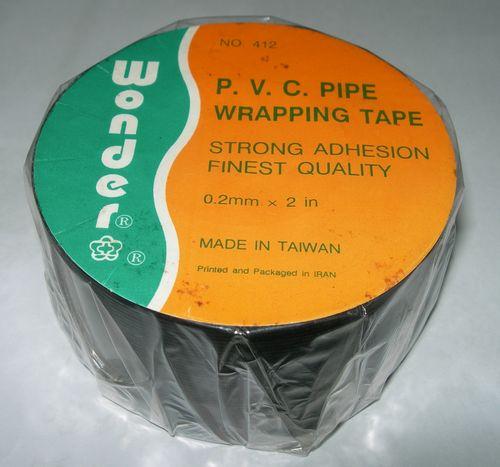 NO. 412
Wonder®
®
P. V. C. PIPE
WRAPPING TAPE
STRONG ADHESION
FINEST QUALITY
0.2mm. x 2 in
MADE IN TAIWAN
Printed and Packaged in IRAN